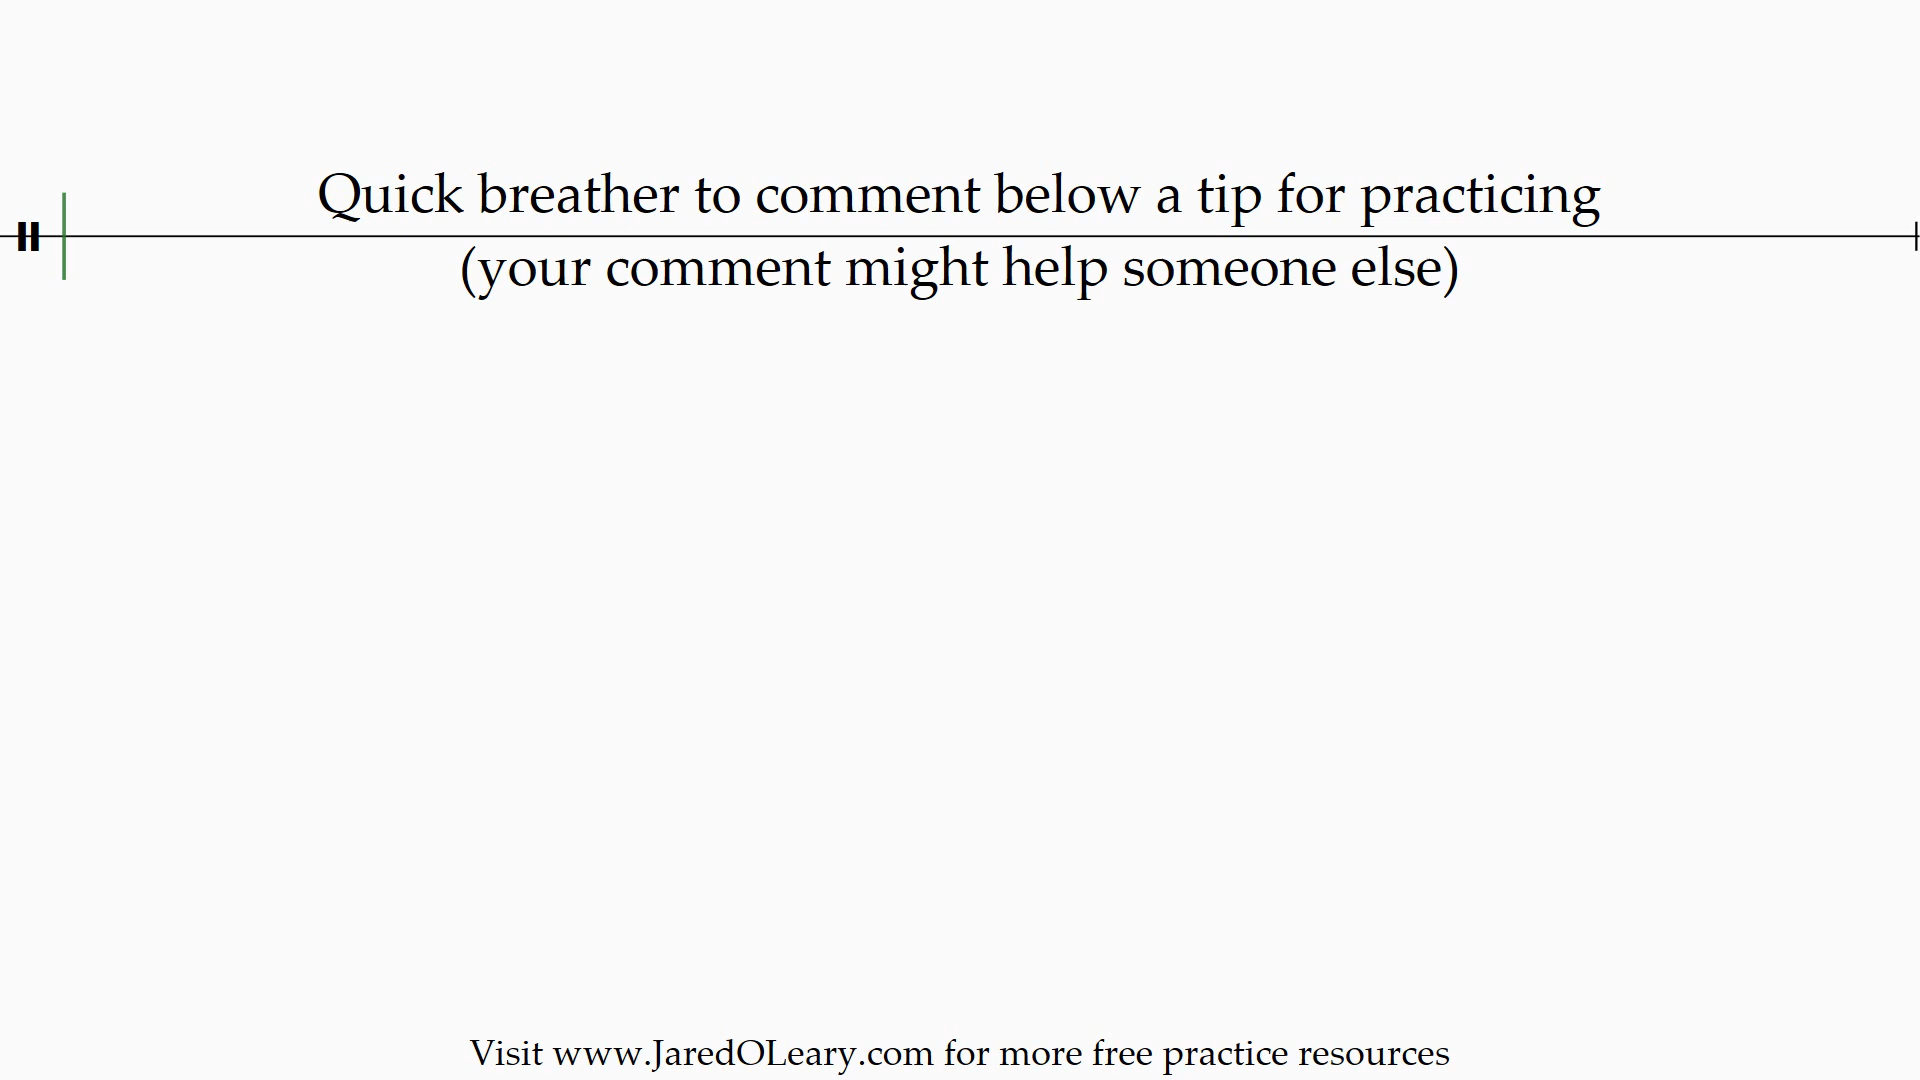 Quick breather to comment below a tip for practicing
(your comment might help someone else)
Visit www.JaredOLeary.com for more free practice resources